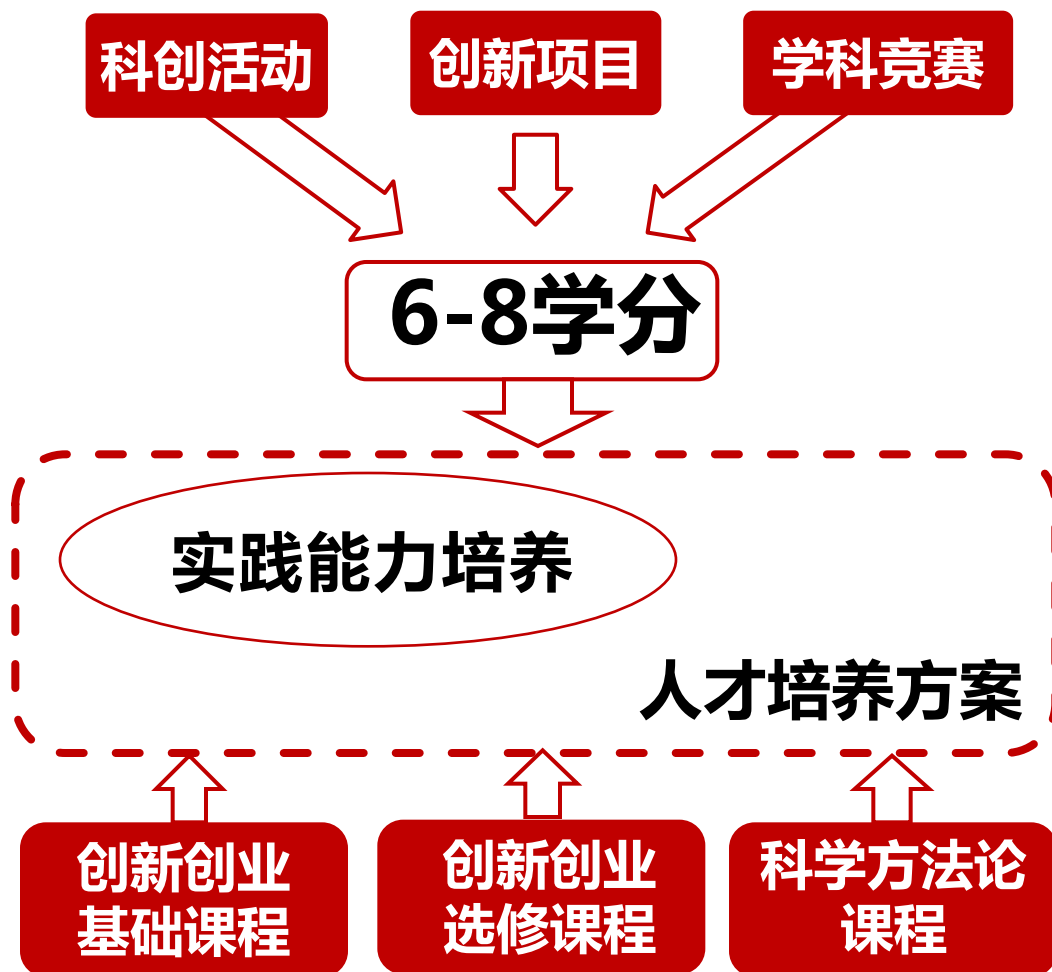 科创活动
创新项目
学科竞赛
6-8学分
实践能力培养
人才培养方案
创新创业
基础课程
创新创业
选修课程
科学方法论
课程